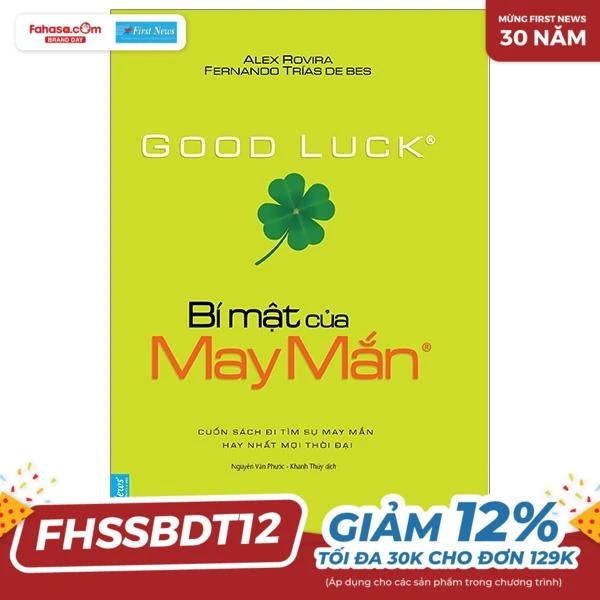 Fahasa.com
BRAND DAY
First News
MỪNG FIRST NEWS
30 NĂM
ALEX ROVIRA
FERNANDO TRÍAS DE BES
GOOD LUCK®
Bí mật của
May Mắn®
CUỐN SÁCH ĐI TÌM SỰ MAY MẮN
HAY NHẤT MỌI THỜI ĐẠI
Nguyễn Văn Phước - Khánh Thủy dịch
News
FHSSBDT12
GIẢM 12%
TỐI ĐA 30K CHO ĐƠN 129K
(Áp dụng cho các sản phẩm trong chương trình)